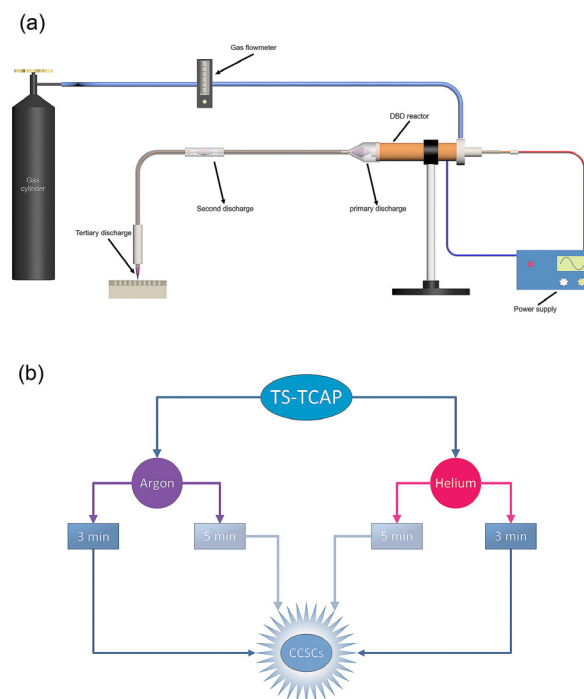 (a)
Gas flowmeter
DBD reactor
Gas
cylinder
Second discharge
primary discharge
Tertiary discharge
Power supply
(b)
TS-TCAP
Argon
Helium
3 min
5 min
5 min
3 min
CCSCs